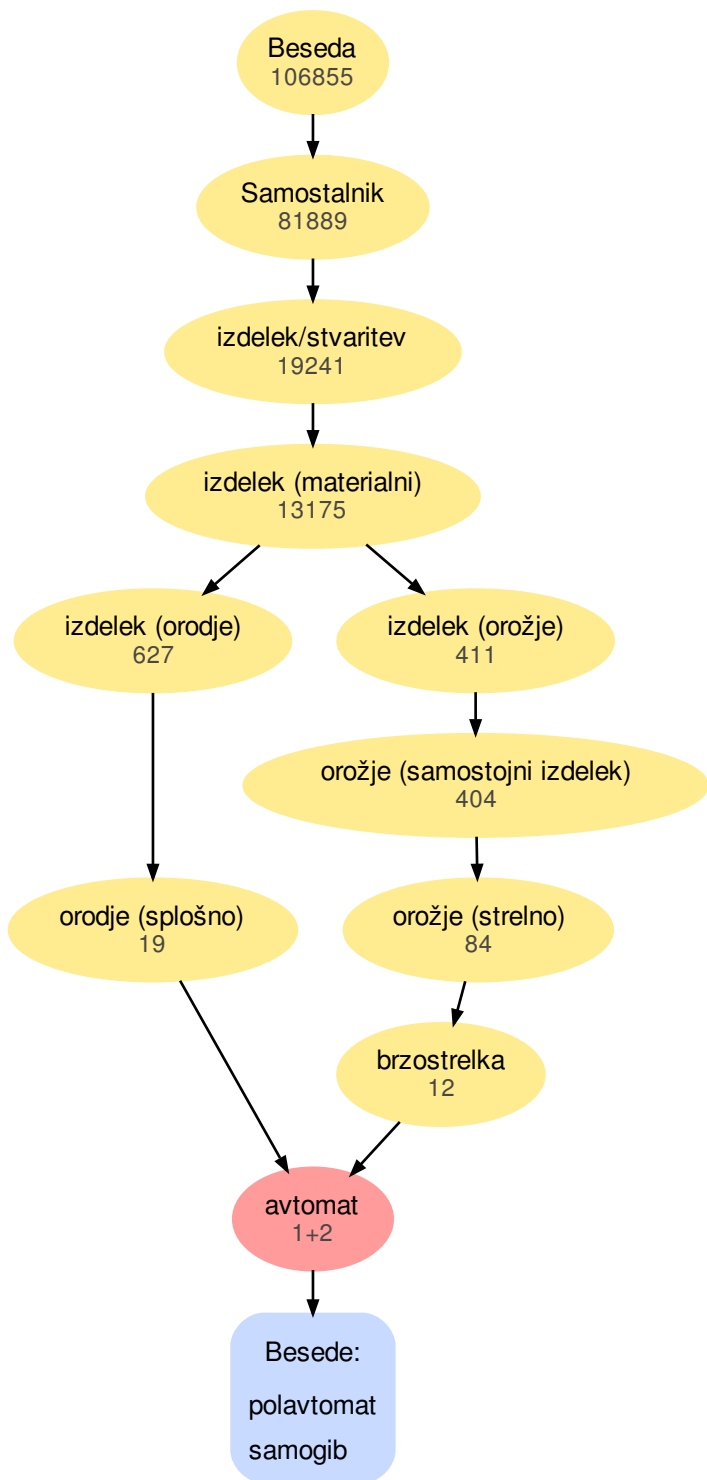 Beseda
106855
Samostalnik
81889
izdelek/stvaritev
19241
izdelek (materialni)
13175
izdelek (orodje)
627
izdelek (orožje)
411
orožje (samostojni izdelek)
404
orodje (splošno)
19
orožje (strelno)
84
brzostrelka
12
avtomat
1+2
Besede:
polavtomat
samogib